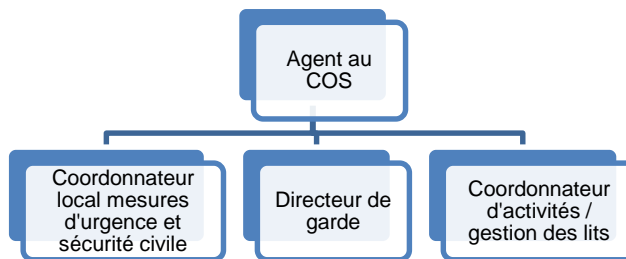 Agent au
COS
Coordonnateur
local mesures
d'urgence et
sécurité civile
Directeur de
garde
Coordonnateur
d'activités /
gestion des lits